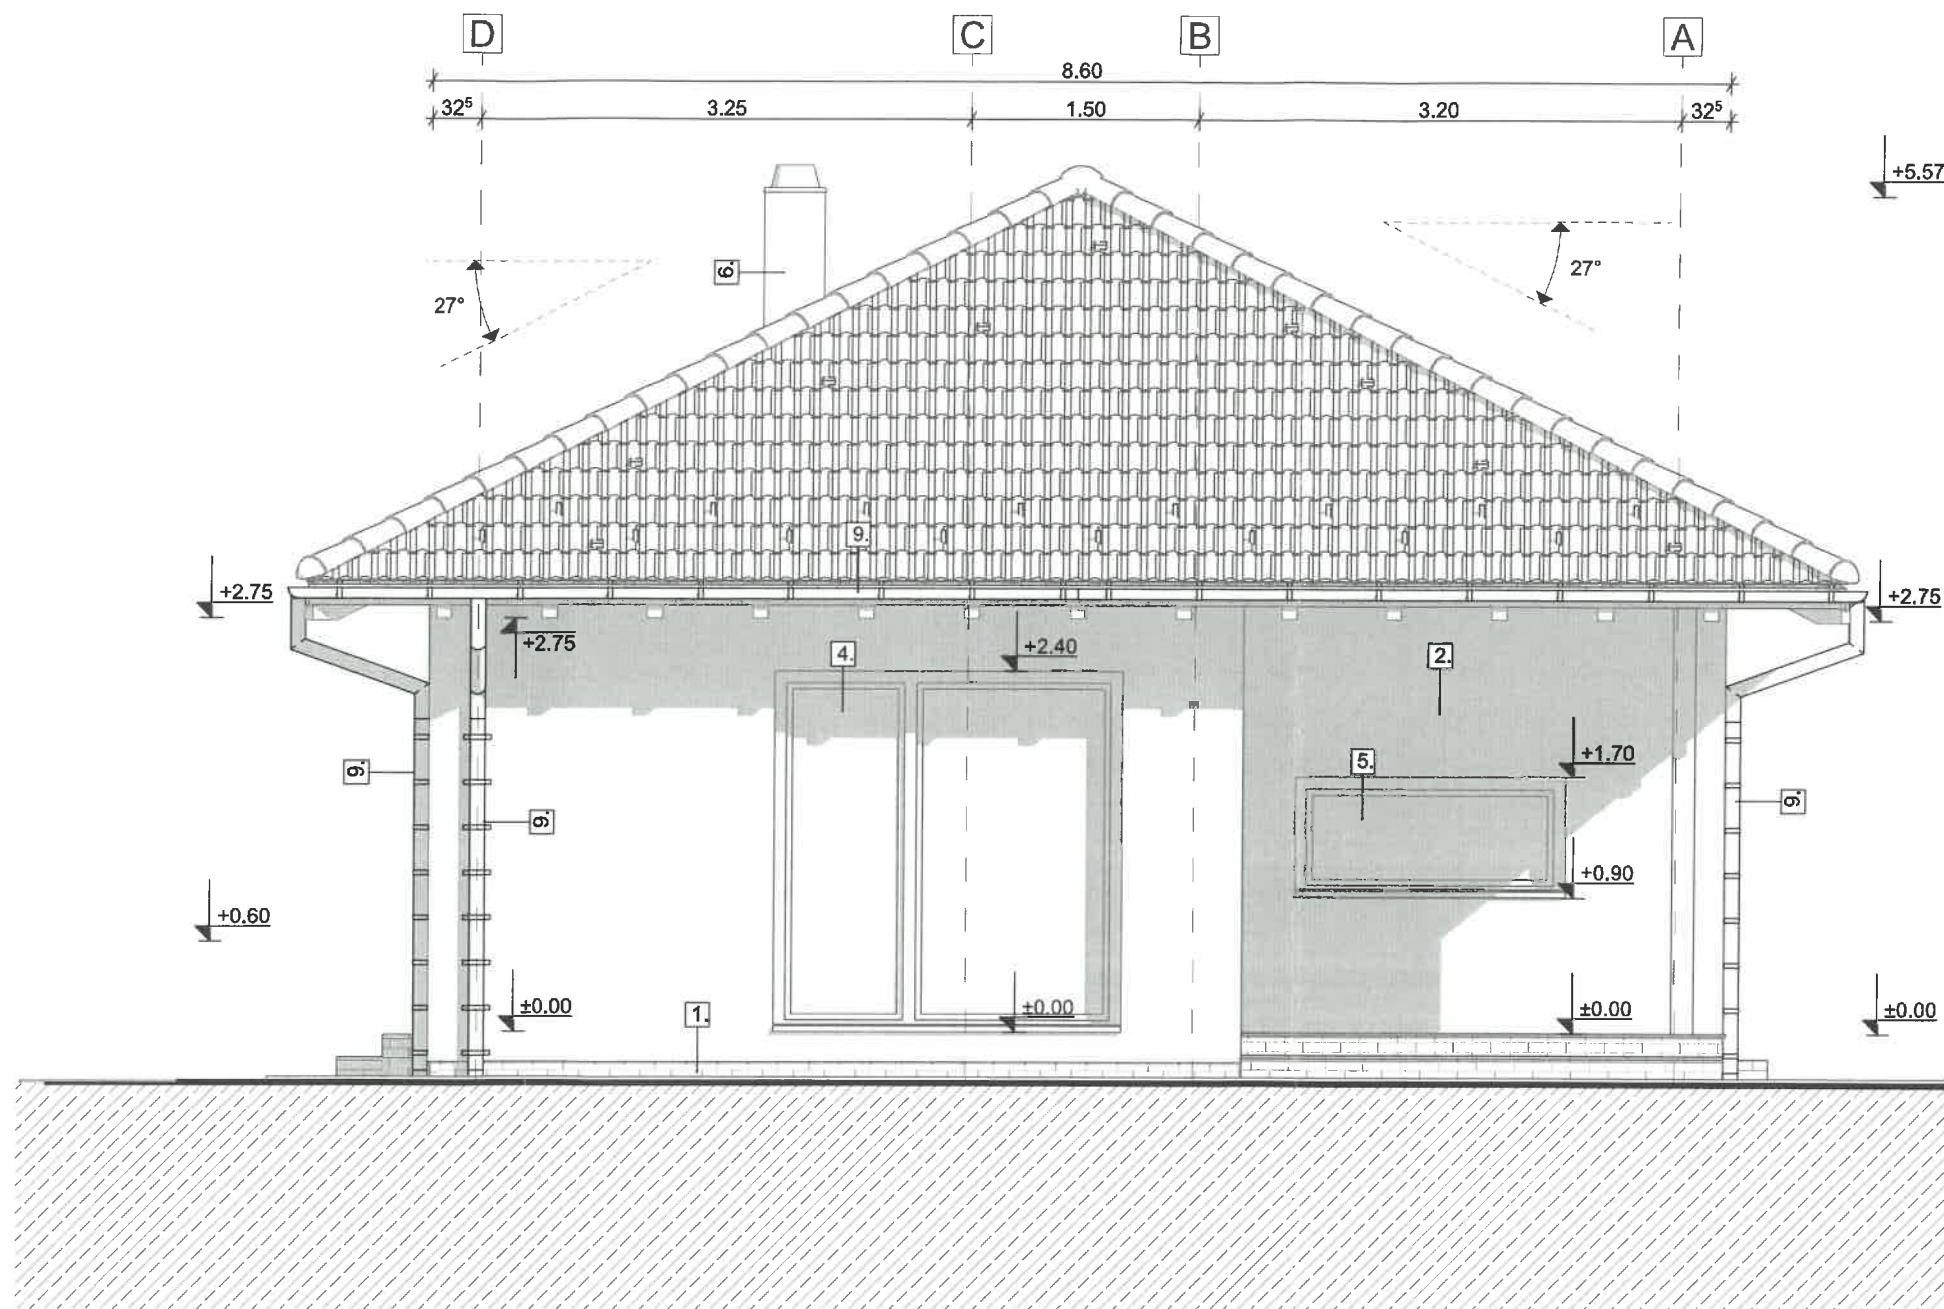 D C B A
8.60
32⁵ 3.25 1.50 3.20 32⁵
+5.57
6.
27° 27°
9.
+2.75 +2.75
+2.75 4. +2.40 2.
+1.70
5.
9. 9. 9.
+0.90
+0.60
±0.00 1. ±0.00 ±0.00 ±0.00